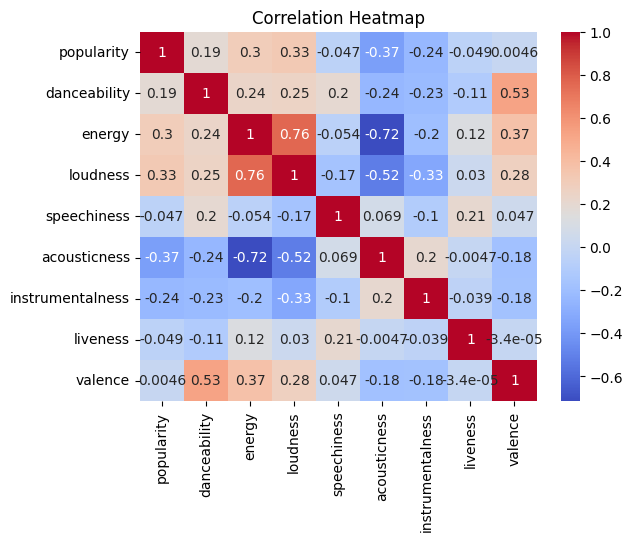 Correlation Heatmap
popularity 1 0.19 0.3 0.33 -0.047 -0.37 -0.24 -0.049 0.0046
danceability 0.19 1 0.24 0.25 0.2 -0.24 -0.23 -0.11 0.53
energy 0.3 0.24 1 0.76 -0.054 -0.72 -0.2 0.12 0.37
loudness 0.33 0.25 0.76 1 -0.17 -0.52 -0.33 0.03 0.28
speechiness -0.047 0.2 -0.054 -0.17 1 0.069 -0.1 0.21 0.047
acousticness -0.37 -0.24 -0.72 -0.52 0.069 1 0.2 -0.0047 -0.18
instrumentalness -0.24 -0.23 -0.2 -0.33 -0.1 0.2 1 -0.039 -0.18
liveness -0.049 -0.11 0.12 0.03 0.21 -0.0047 -0.039 1 -3.4e-05
valence 0.0046 0.53 0.37 0.28 0.047 -0.18 -0.18 -3.4e-05 1
popularity
danceability
energy
loudness
speechiness
acousticness
instrumentalness
liveness
valence
1.0
0.8
0.6
0.4
0.2
0.0
−0.2
−0.4
−0.6